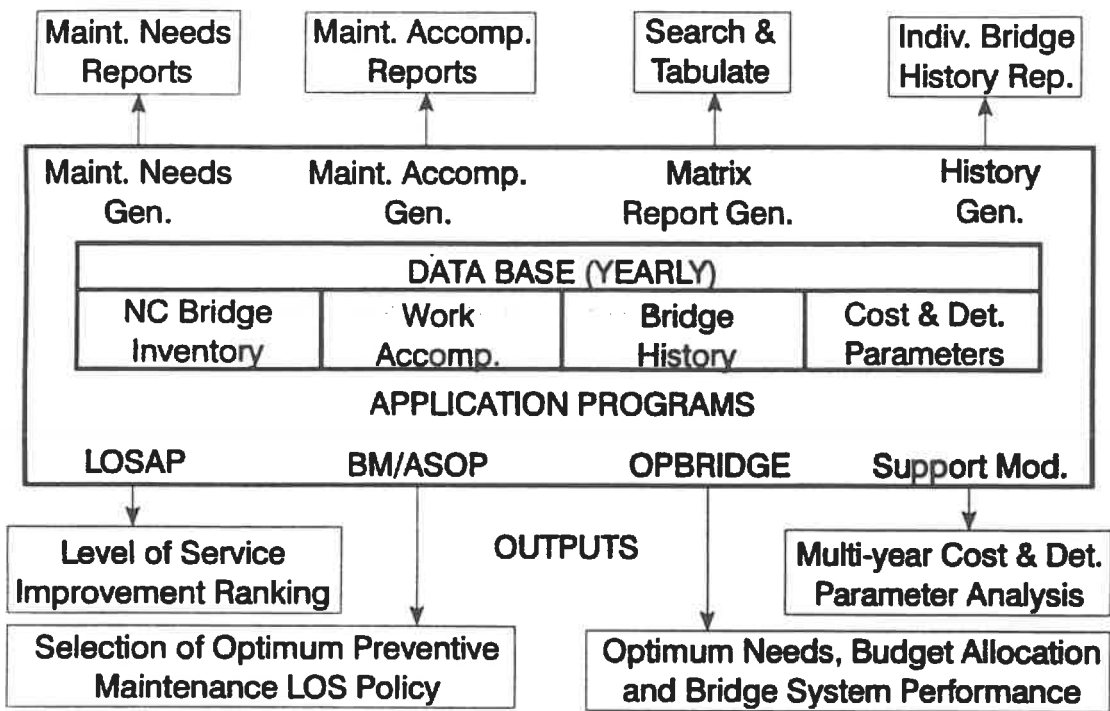 Maint. Needs
Reports
Maint. Accomp.
Reports
Search &
Tabulate
Indiv. Bridge
History Rep.
Maint. Needs
Gen.
Maint. Accomp.
Gen.
Matrix
Report Gen.
History
Gen.
DATA BASE (YEARLY)
NC Bridge
Inventory
Work
Accomp.
Bridge
History
Cost & Det.
Parameters
APPLICATION PROGRAMS
LOSAP
BM/ASOP
OPBRIDGE
Support Mod.
OUTPUTS
Level of Service
Improvement Ranking
Multi-year Cost & Det.
Parameter Analysis
Selection of Optimum Preventive
Maintenance LOS Policy
Optimum Needs, Budget Allocation
and Bridge System Performance